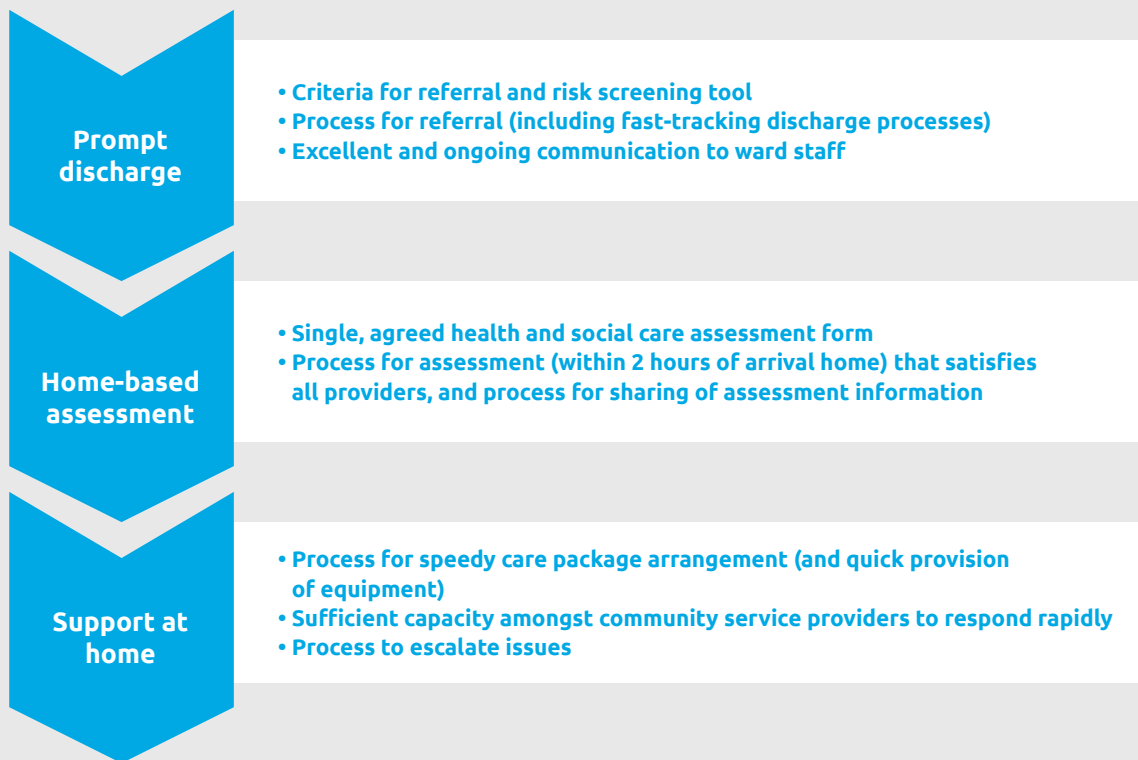 Prompt
discharge
• Criteria for referral and risk screening tool
• Process for referral (including fast-tracking discharge processes)
• Excellent and ongoing communication to ward staff
Home-based
assessment
• Single, agreed health and social care assessment form
• Process for assessment (within 2 hours of arrival home) that satisfies
all providers, and process for sharing of assessment information
Support at
home
• Process for speedy care package arrangement (and quick provision
of equipment)
• Sufficient capacity amongst community service providers to respond rapidly
• Process to escalate issues